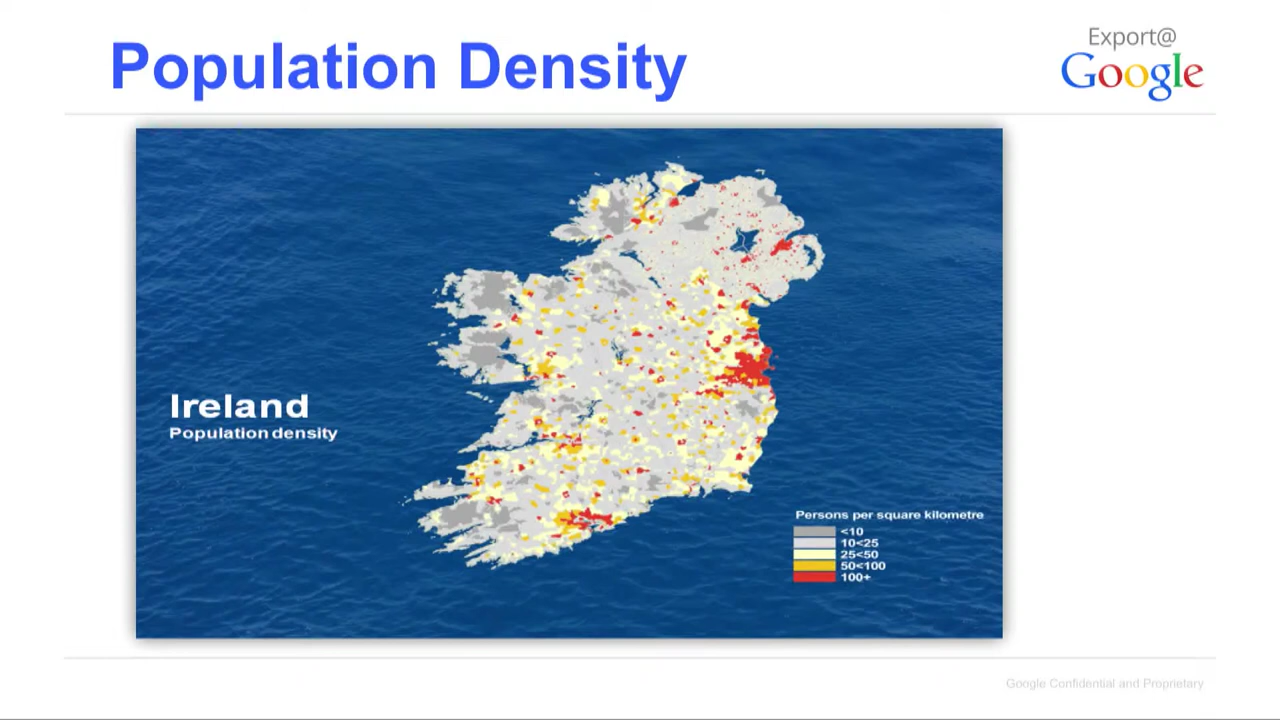 Population Density
Export@
Google
Ireland
Population density
Persons per square kilometre
<10
10<25
25<50
50<100
100+
Google Confidential and Proprietary